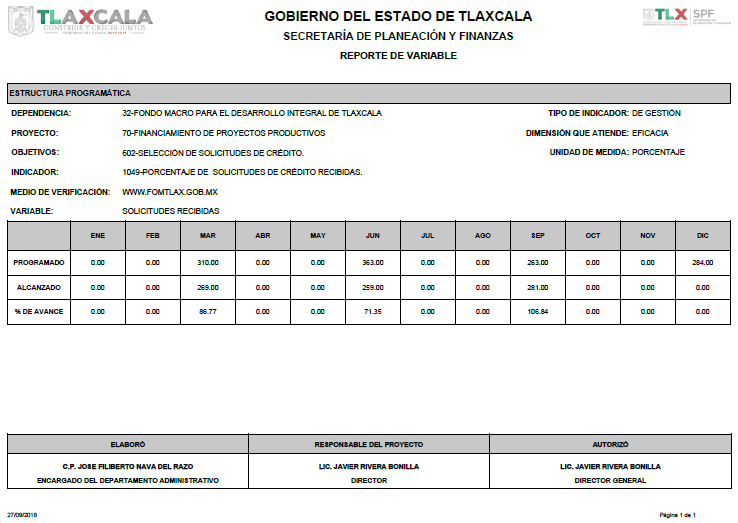 TLAXCALA
CONSTRUIR Y CRECER JUNTOS
GOBIERNO DEL ESTADO 2017-2021
GOBIERNO DEL ESTADO DE TLAXCALA
SECRETARÍA DE PLANEACIÓN Y FINANZAS
REPORTE DE VARIABLE
TLX SPF
ESTRUCTURA PROGRAMÁTICA
DEPENDENCIA: 32-FONDO MACRO PARA EL DESARROLLO INTEGRAL DE TLAXCALA TIPO DE INDICADOR: DE GESTIÓN
PROYECTO: 70-FINANCIAMIENTO DE PROYECTOS PRODUCTIVOS DIMENSIÓN QUE ATIENDE: EFICACIA
OBJETIVOS: 602-SELECCIÓN DE SOLICITUDES DE CRÉDITO. UNIDAD DE MEDIDA: PORCENTAJE
INDICADOR: 1049-PORCENTAJE DE SOLICITUDES DE CRÉDITO RECIBIDAS.
MEDIO DE VERIFICACIÓN: WWW.FOMTLAX.GOB.MX
VARIABLE: SOLICITUDES RECIBIDAS
ENE FEB MAR ABR MAY JUN JUL AGO SEP OCT NOV DIC
PROGRAMADO 0.00 0.00 310.00 0.00 0.00 363.00 0.00 0.00 263.00 0.00 0.00 284.00
ALCANZADO 0.00 0.00 269.00 0.00 0.00 259.00 0.00 0.00 281.00 0.00 0.00 0.00
% DE AVANCE 0.00 0.00 86.77 0.00 0.00 71.35 0.00 0.00 106.84 0.00 0.00 0.00
ELABORÓ RESPONSABLE DEL PROYECTO AUTORIZÓ
C.P. JOSE FILIBERTO NAVA DEL RAZO LIC. JAVIER RIVERA BONILLA LIC. JAVIER RIVERA BONILLA
ENCARGADO DEL DEPARTAMENTO ADMINISTRATIVO DIRECTOR DIRECTOR GENERAL
27/09/2018 Página 1 de 1